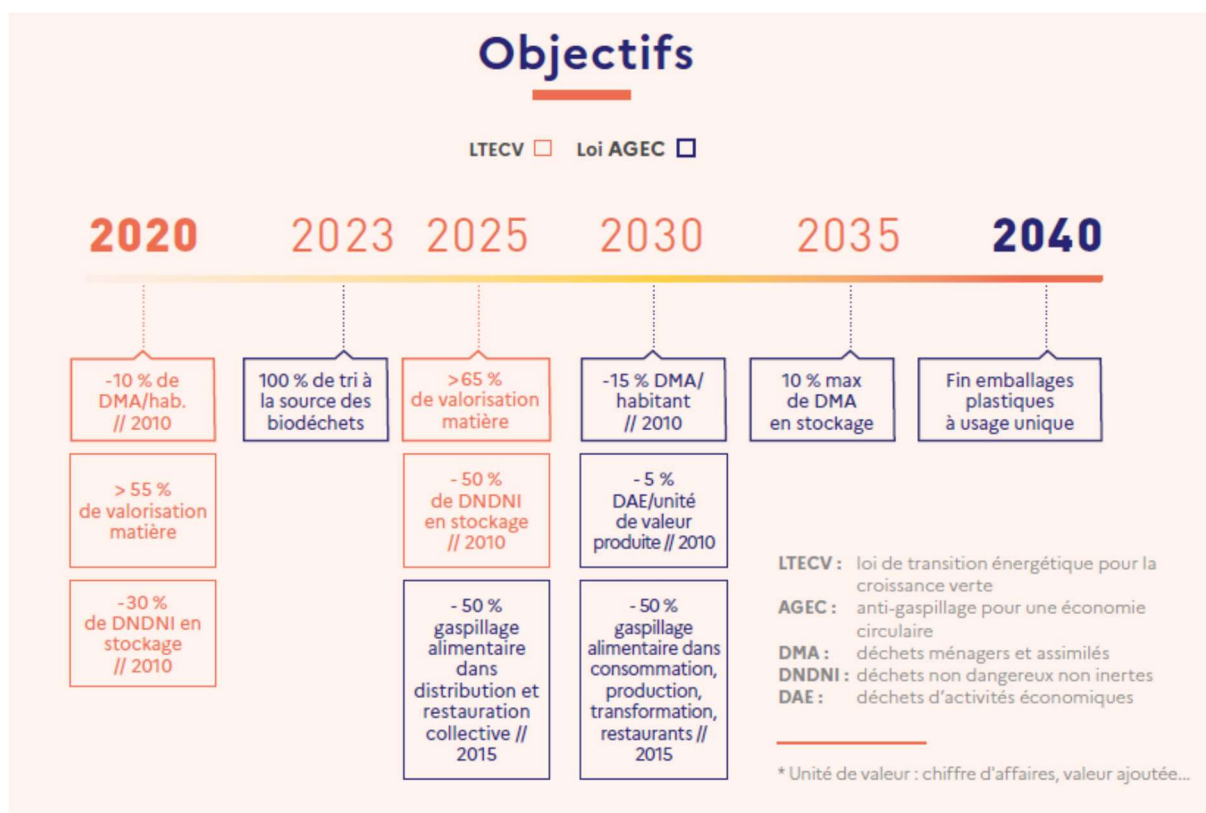 Objectifs
LTECV Loi AGEC
2020 2023 2025 2030 2035 2040
-10 % de
DMA/hab.
// 2010
> 55 %
de valorisation
matière
-30 %
de DNDNI en
stockage
// 2010
100 % de tri à
la source des
biodéchets
>65 %
de valorisation
matière
- 50 %
de DNDNI
en stockage
// 2010
- 50 %
gaspillage
alimentaire
dans
distribution et
restauration
collective //
2015
-15 % DMA/
habitant
// 2010
- 5 %
DAE/unité
de valeur
produite // 2010
- 50%
gaspillage
alimentaire dans
consommation,
production,
transformation,
restaurants //
2015
10 % max
de DMA
en stockage
Fin emballages
plastiques
à usage unique
LTECV : loi de transition énergétique pour la
croissance verte
AGEC : anti-gaspillage pour une économie
circulaire
DMA : déchets ménagers et assimilés
DNDNI : déchets non dangereux non inertes
DAE : déchets d'activités économiques
* Unité de valeur : chiffre d'affaires, valeur ajoutée...